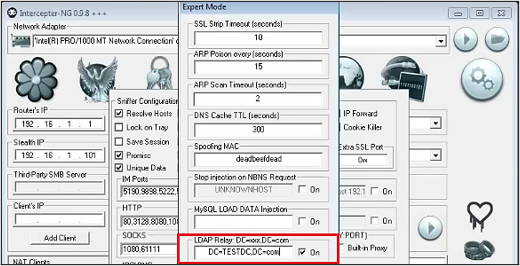 Intercepter-NG 0.9.8 +++
Network Adapter
'Intel(R) PRO/1000 MT Network Connection'
Expert Mode
SSL Strip Timeout (seconds)
10
ARP Poison every (seconds)
15
ARP Scan Timeout (seconds)
2
DNS Cache TTL (seconds)
300
Spoofing MAC
deadbeefdead
Stop injection on NBNS Request
UNKNOWNHOST
On
MySQL LOAD DATA Injection
On
LDAP Relay: DC=xxx,DC=com
DC=TESTDC,DC=com
On
Router's IP
192 . 16 . 1 . 1
Stealth IP
192 . 16 . 1 . 101
Third-Party SMB Server
Client's IP
Add Client
NAT Clients
Sniffer Configuration
Resolve Hosts
Lock on Tray
Save Session
Promisc
Unique Data
IM Ports
5190,9898,5222,5
HTTP
80,3128,8080,108
SOCKS
1080,61111
IP Forward
Cookie Killer
Extra SSL Port
0
Host 192.1
On
PORT)
Built-in Proxy